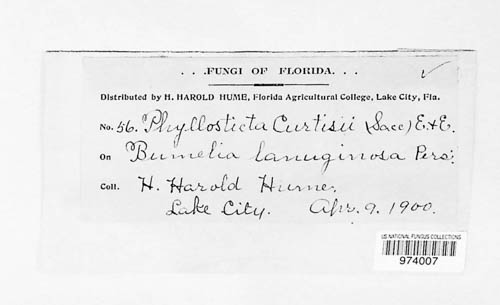 . . .FUNGI OF FLORIDA. . .
Distributed by H. HAROLD HUME, Florida Agricultural College, Lake City, Fla.
No. 56. Phyllosticta Curtisii (Sacc) E.&E.
On Bumelia lanuginosa Pers.
Coll. H. Harold Hume.
Lake City. Apr. 9. 1900.
US NATIONAL FUNGUS COLLECTIONS
974007